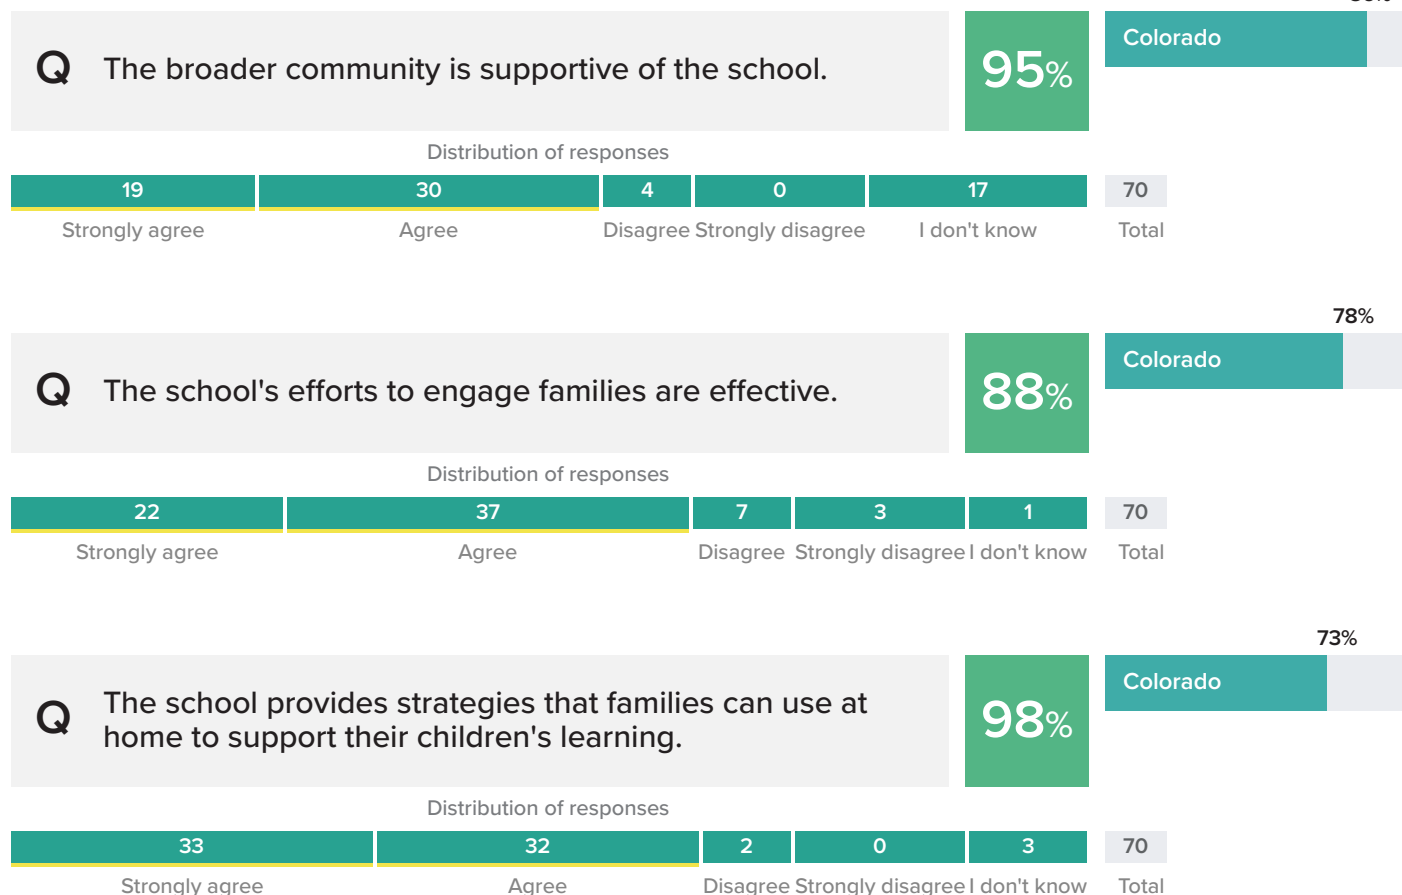 Q The broader community is supportive of the school. 95% Colorado
Distribution of responses
19 30 4 0 17 70
Strongly agree Agree Disagree Strongly disagree I don't know Total
78%
Q The school's efforts to engage families are effective. 88% Colorado
Distribution of responses
22 37 7 3 1 70
Strongly agree Agree Disagree Strongly disagree I don't know Total
73%
Colorado
Q The school provides strategies that families can use at
home to support their children's learning. 98%
Distribution of responses
33 32 2 0 3 70
Strongly agree Agree Disagree Strongly disagree I don't know Total